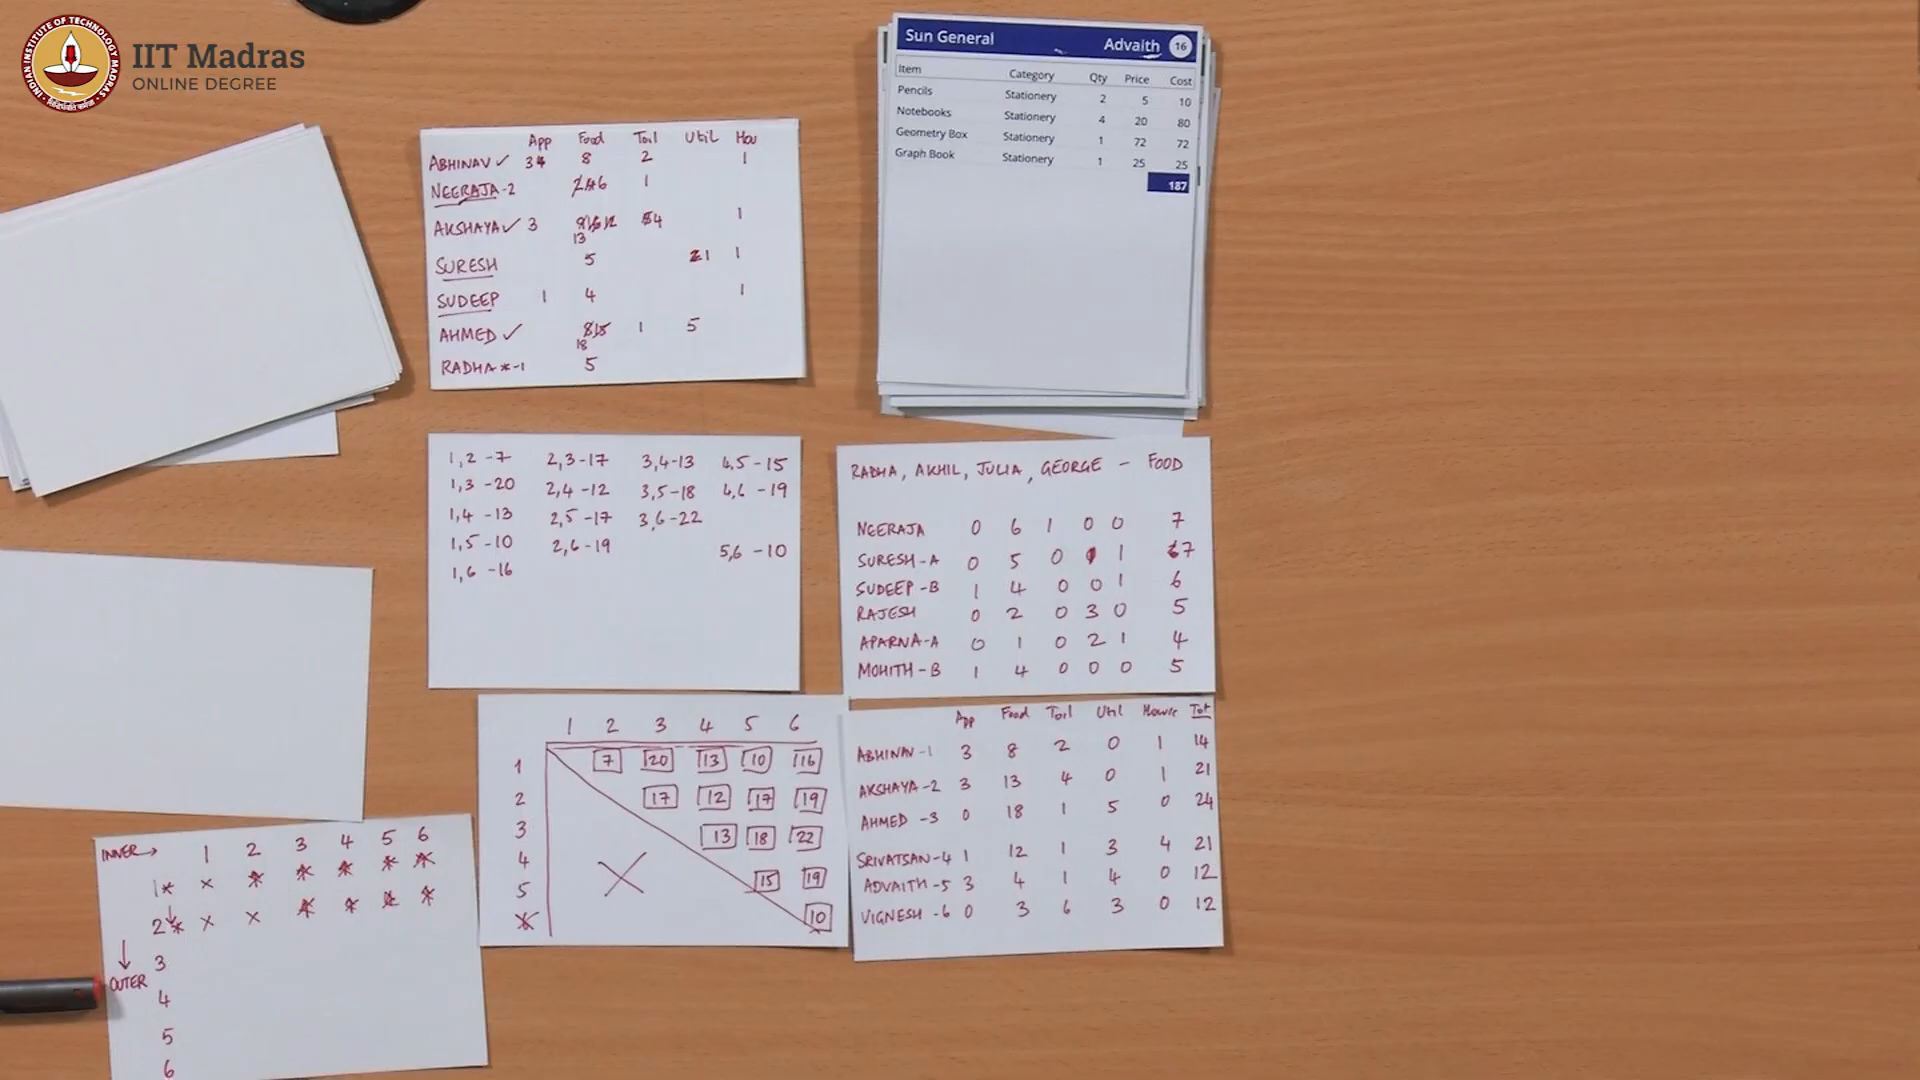 IIT Madras
ONLINE DEGREE
INDIAN INSTITUTE OF TECHNOLOGY MADRAS
Sun General Advaith 16
Item Category Qty Price Cost
Pencils Stationery 2 5 10
Notebooks Stationery 4 20 80
Geometry Box Stationery 1 72 72
Graph Book Stationery 1 25 25
187
App Food Toil Util Hou
ABHINAV ✓ 3 8 2 1
NEERAJA-2 6 1
AKSHAYA ✓ 3 13 4 1
SURESH 5 1 1
SUDEEP 1 4 1
AHMED ✓ 18 1 5
RADHA *-1 5
1,2 -7 2,3 -17 3,4 -13 4,5 -15
1,3 -20 2,4 -12 3,5 -18 4,6 -19
1,4 -13 2,5 -17 3,6 -22
1,5 -10 2,6 -19 5,6 -10
1,6 -16
RADHA, AKHIL, JULIA, GEORGE - FOOD
NEERAJA 0 6 1 0 0 7
SURESH-A 0 5 0 1 1 7
SUDEEP-B 1 4 0 0 1 6
RAJESH 0 2 0 3 0 5
APARNA-A 0 1 0 2 1 4
MOHITH-B 1 4 0 0 0 5
1 2 3 4 5 6
1 7 20 13 10 16
2 17 12 17 19
3 13 18 22
4 15 19
5 10
App Food Toil Util House Tot
ABHINAV-1 3 8 2 0 1 14
AKSHAYA-2 3 13 4 0 1 21
AHMED -3 0 18 1 5 0 24
SRIVATSAN-4 1 12 1 3 4 21
ADVAITH-5 3 4 1 4 0 12
VIGNESH-6 0 3 6 3 0 12
INNER → 1 2 3 4 5 6
1* × * * * * *
2* × × * * * *
↓ 3
OUTER 4
5
6